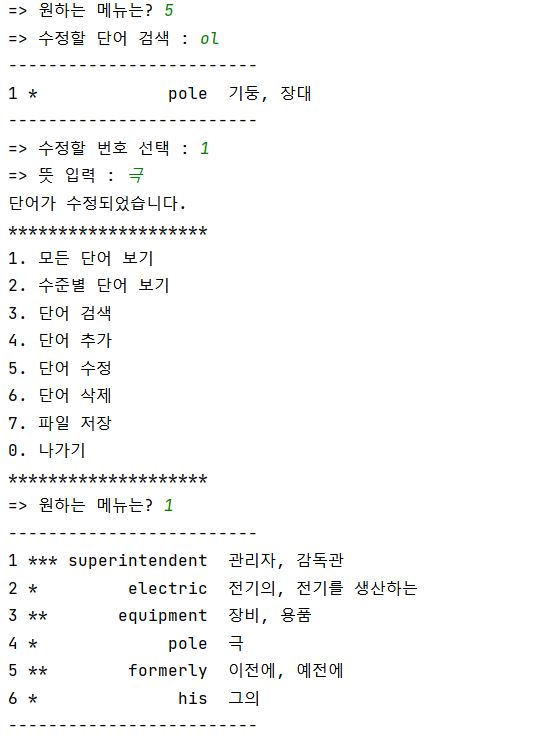 => 원하는 메뉴는? 5
=> 수정할 단어 검색 : ol
-------------------------
1 *             pole  기둥, 장대
-------------------------
=> 수정할 번호 선택 : 1
=> 뜻 입력 : 극
단어가 수정되었습니다.
********************
1. 모든 단어 보기
2. 수준별 단어 보기
3. 단어 검색
4. 단어 추가
5. 단어 수정
6. 단어 삭제
7. 파일 저장
0. 나가기
********************
=> 원하는 메뉴는? 1
-------------------------
1 *** superintendent  관리자, 감독관
2 *         electric  전기의, 전기를 생산하는
3 **       equipment  장비, 용품
4 *             pole  극
5 **        formerly  이전에, 예전에
6 *              his  그의
-------------------------